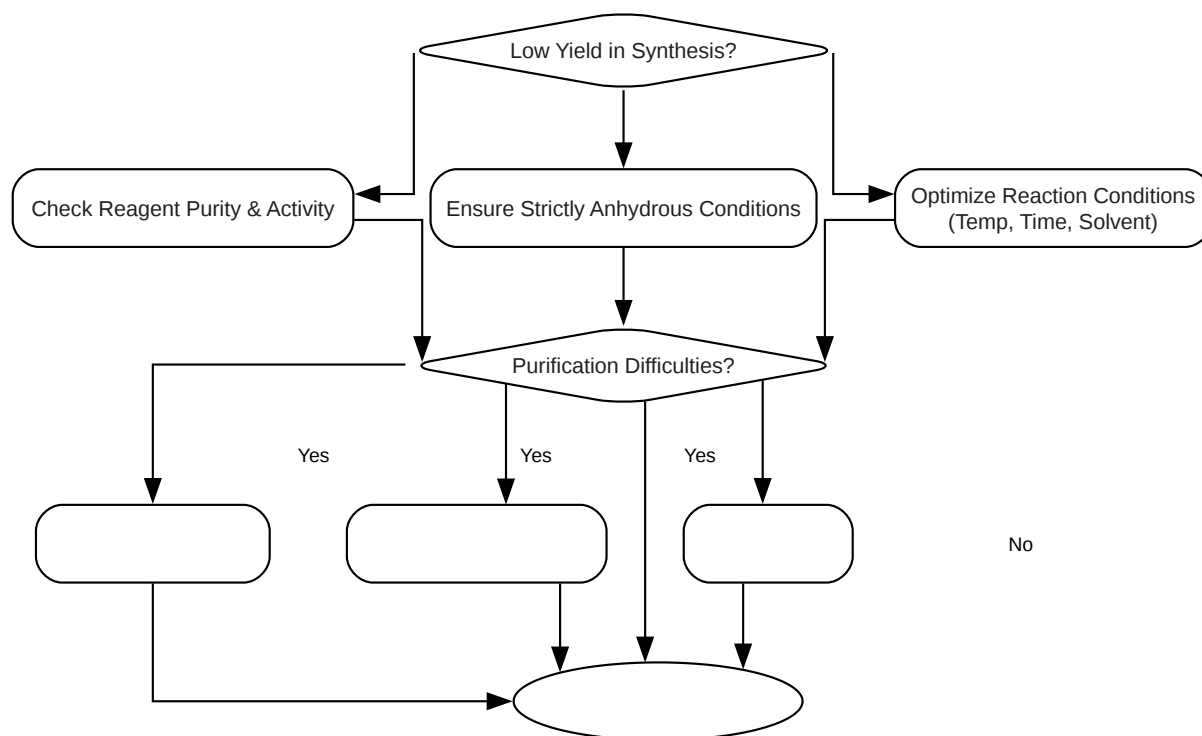 Low Yield in Synthesis?
Check Reagent Purity & Activity
Ensure Strictly Anhydrous Conditions
Optimize Reaction Conditions
(Temp, Time, Solvent)
Purification Difficulties?
Yes
Yes
Yes
No